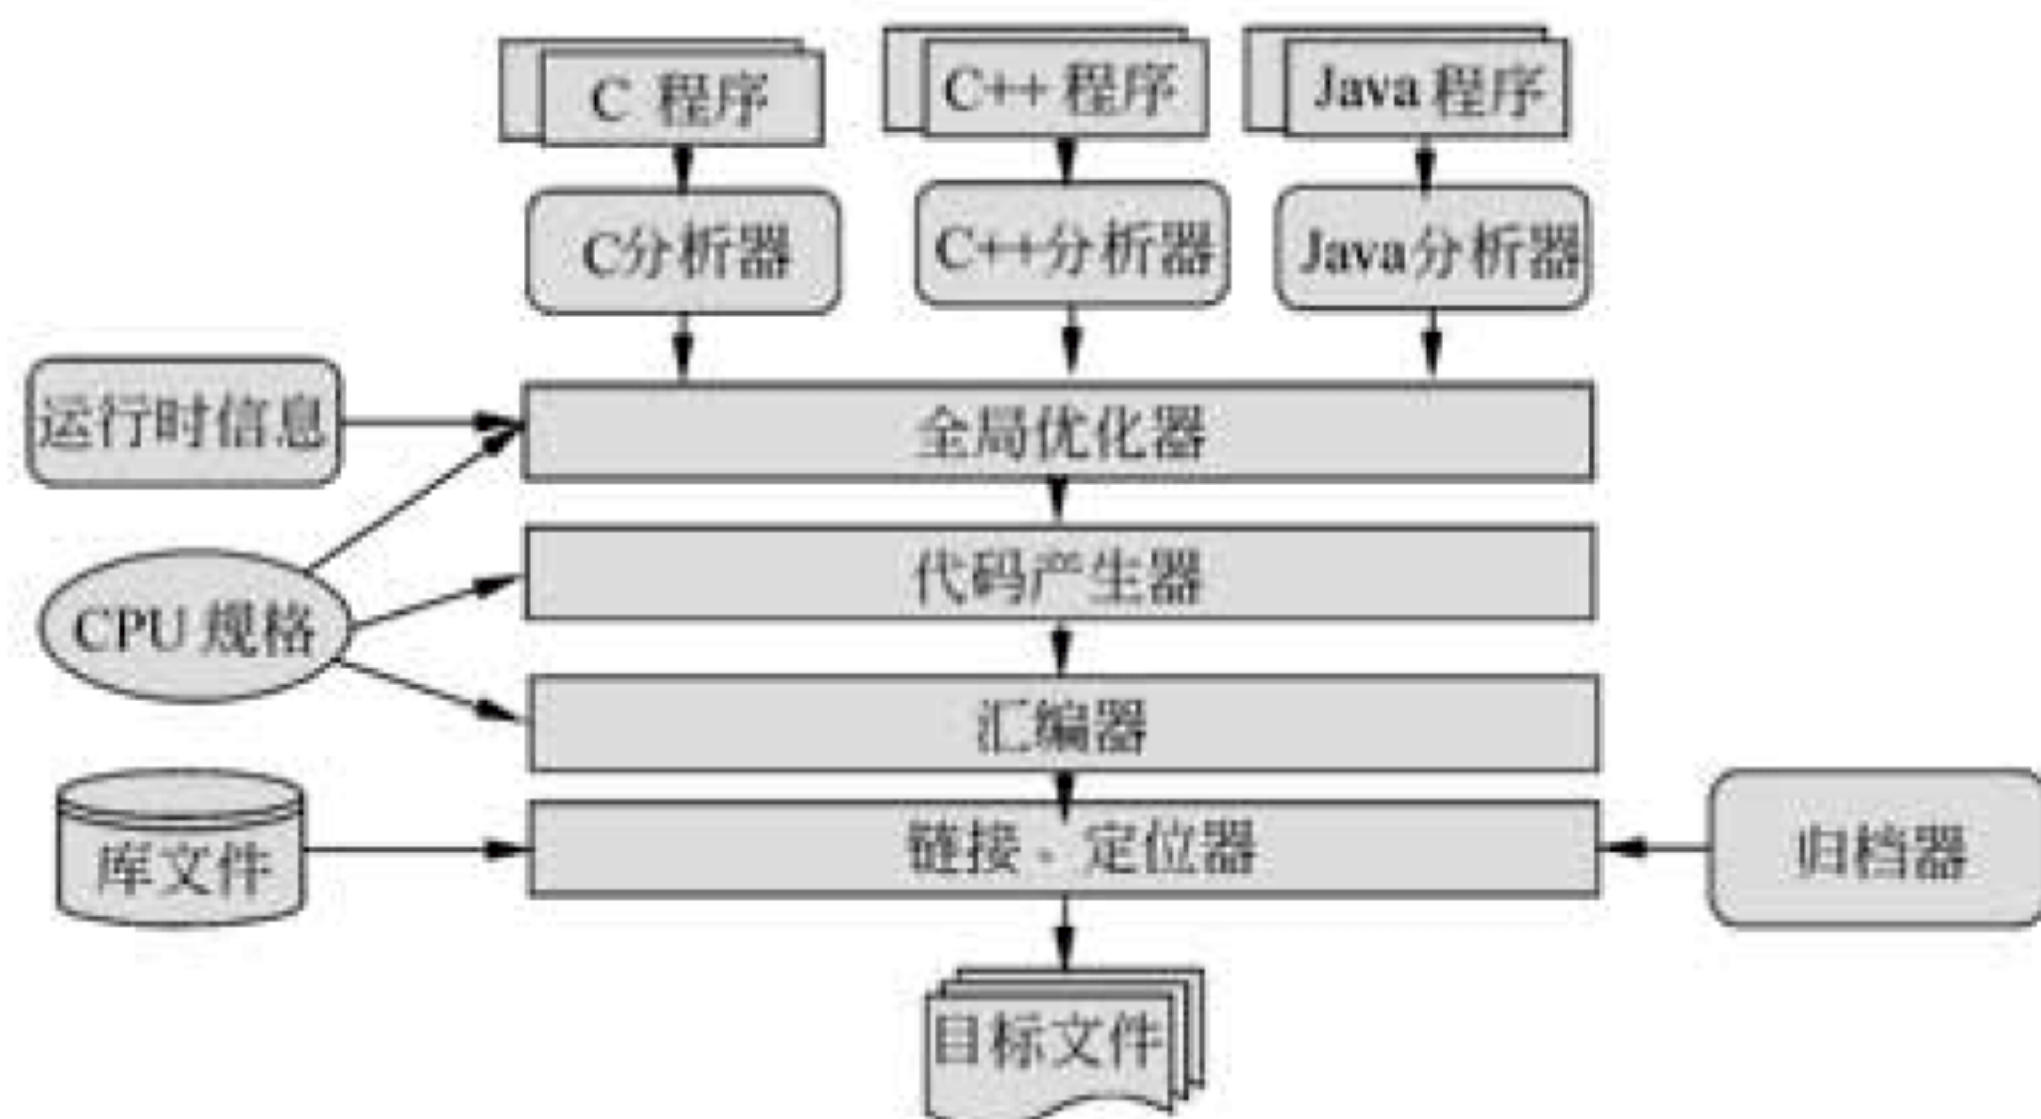 C 程序
C++ 程序
Java 程序
C分析器
C++分析器
Java分析器
运行时信息
全局优化器
代码产生器
CPU 规格
汇编器
库文件
链接、定位器
归档器
目标文件